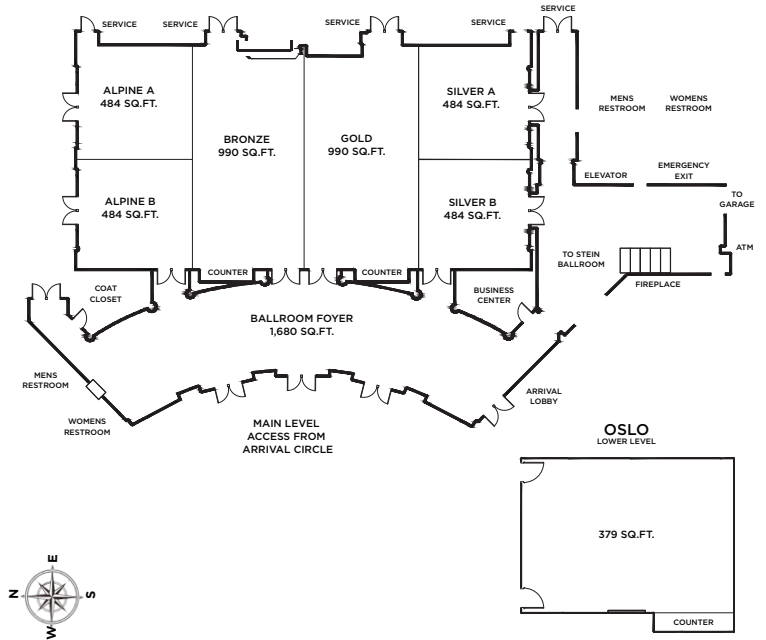 SERVICE
SERVICE
SERVICE
SERVICE
SERVICE
ALPINE A
484 SQ.FT.
BRONZE
990 SQ.FT.
GOLD
990 SQ.FT.
SILVER A
484 SQ.FT.
MENS
RESTROOM
WOMENS
RESTROOM
ALPINE B
484 SQ.FT.
SILVER B
484 SQ.FT.
ELEVATOR
EMERGENCY
EXIT
TO
GARAGE
ATM
TO STEIN
BALLROOM
FIREPLACE
COUNTER
COUNTER
COAT
CLOSET
BUSINESS
CENTER
BALLROOM FOYER
1,680 SQ.FT.
MENS
RESTROOM
WOMENS
RESTROOM
ARRIVAL
LOBBY
MAIN LEVEL
ACCESS FROM
ARRIVAL CIRCLE
OSLO
LOWER LEVEL
379 SQ.FT.
COUNTER
E
N
S
W